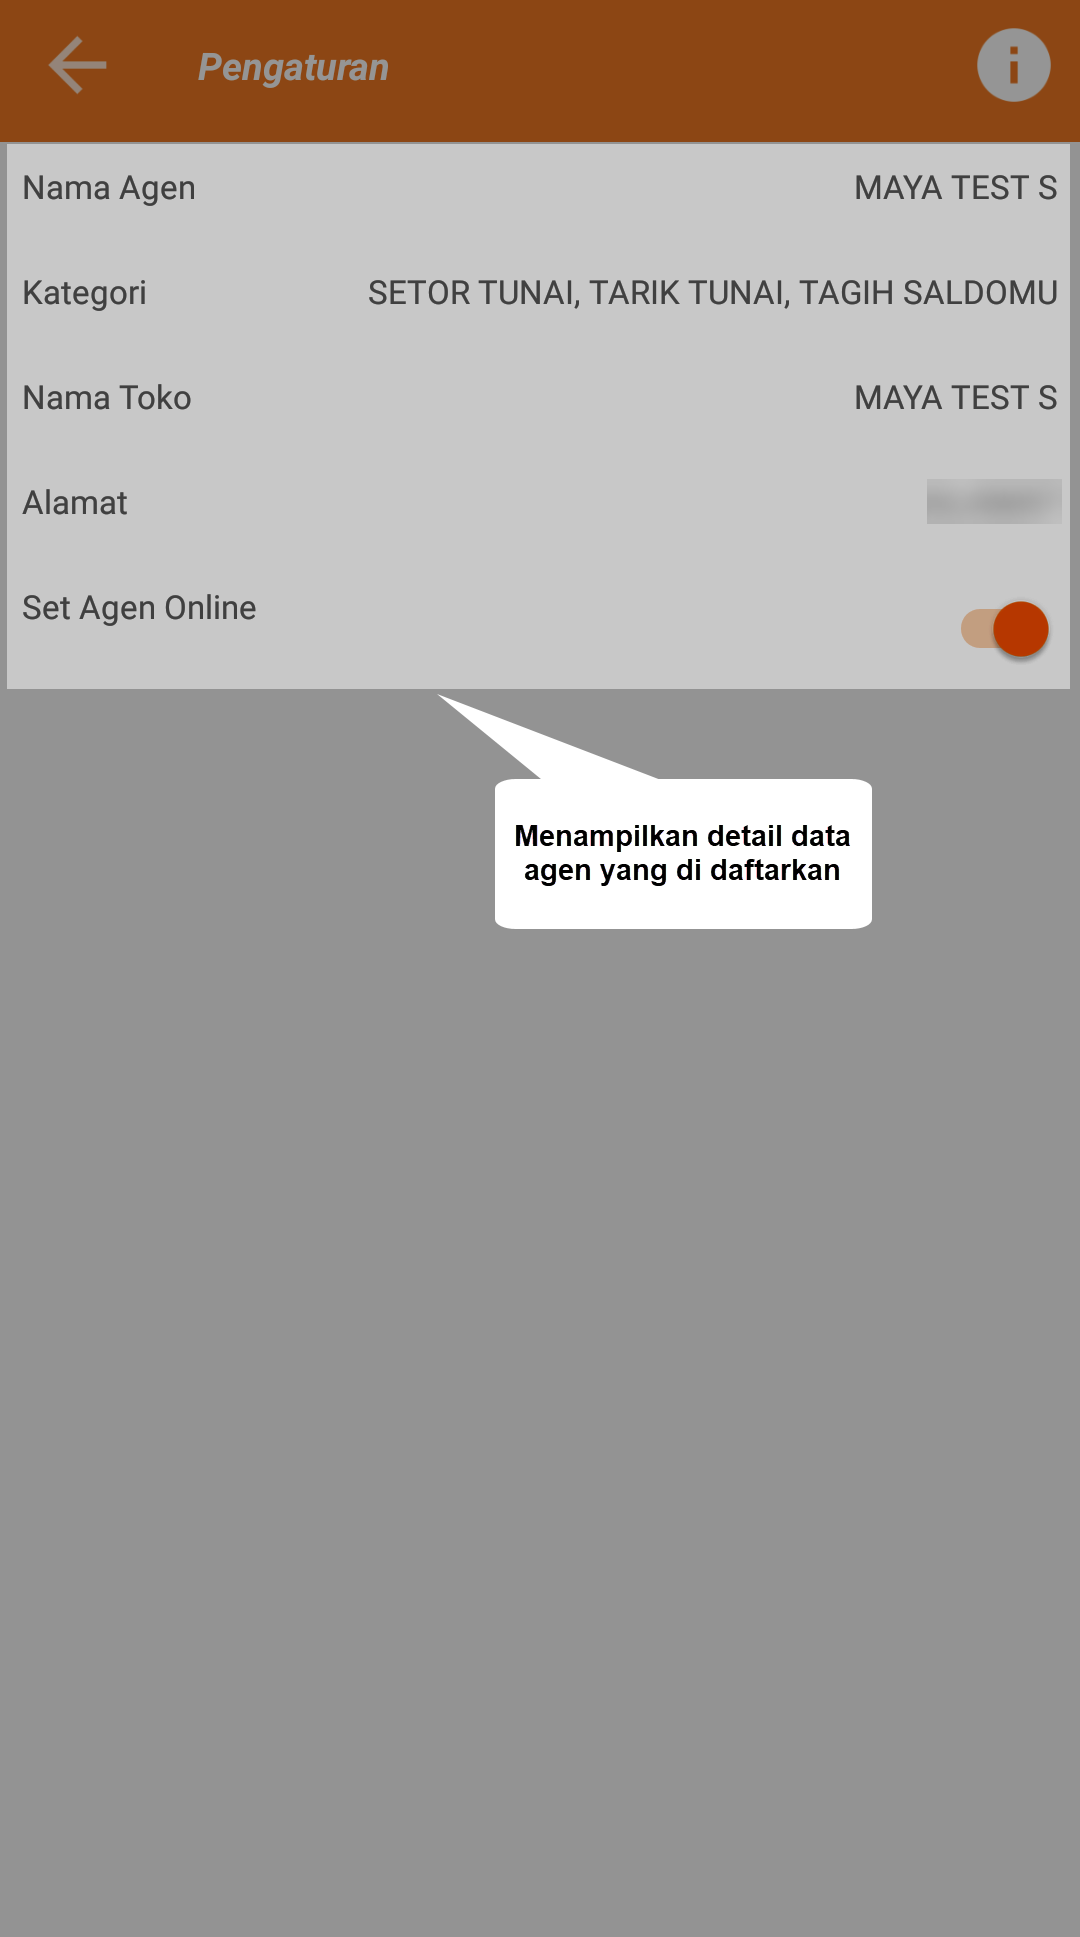 Pengaturan
Nama Agen MAYA TEST S
Kategori SETOR TUNAI, TARIK TUNAI, TAGIH SALDOMU
Nama Toko MAYA TEST S
Alamat
Set Agen Online
Menampilkan detail data
agen yang di daftarkan